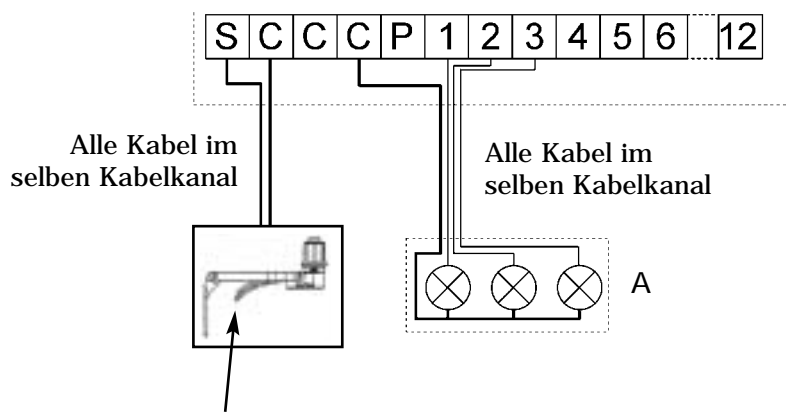 S C C C P 1 2 3 4 5 6 12
Alle Kabel im
selben Kabelkanal
Alle Kabel im
selben Kabelkanal
A